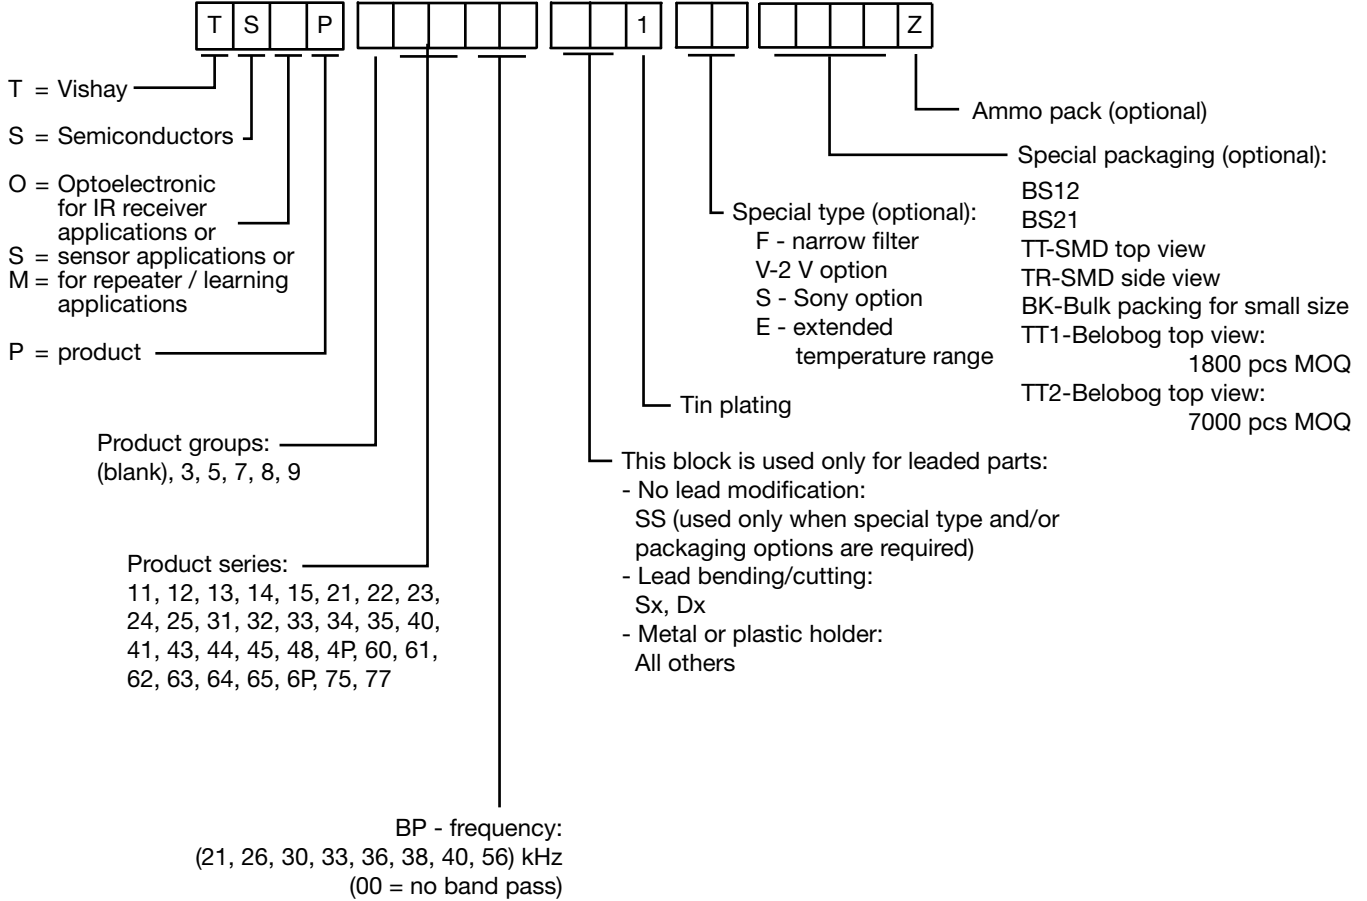 T S P 1 Z
T = Vishay
S = Semiconductors
O = Optoelectronic
for IR receiver
applications or
S = sensor applications or
M = for repeater / learning
applications
P = product
Product groups:
(blank), 3, 5, 7, 8, 9
Product series:
11, 12, 13, 14, 15, 21, 22, 23,
24, 25, 31, 32, 33, 34, 35, 40,
41, 43, 44, 45, 48, 4P, 60, 61,
62, 63, 64, 65, 6P, 75, 77
BP - frequency:
(21, 26, 30, 33, 36, 38, 40, 56) kHz
(00 = no band pass)
This block is used only for leaded parts:
- No lead modification:
SS (used only when special type and/or
packaging options are required)
- Lead bending/cutting:
Sx, Dx
- Metal or plastic holder:
All others
Tin plating
Special type (optional):
F - narrow filter
V-2 V option
S - Sony option
E - extended
temperature range
Special packaging (optional):
BS12
BS21
TT-SMD top view
TR-SMD side view
BK-Bulk packing for small size
TT1-Belobog top view:
1800 pcs MOQ
TT2-Belobog top view:
7000 pcs MOQ
Ammo pack (optional)